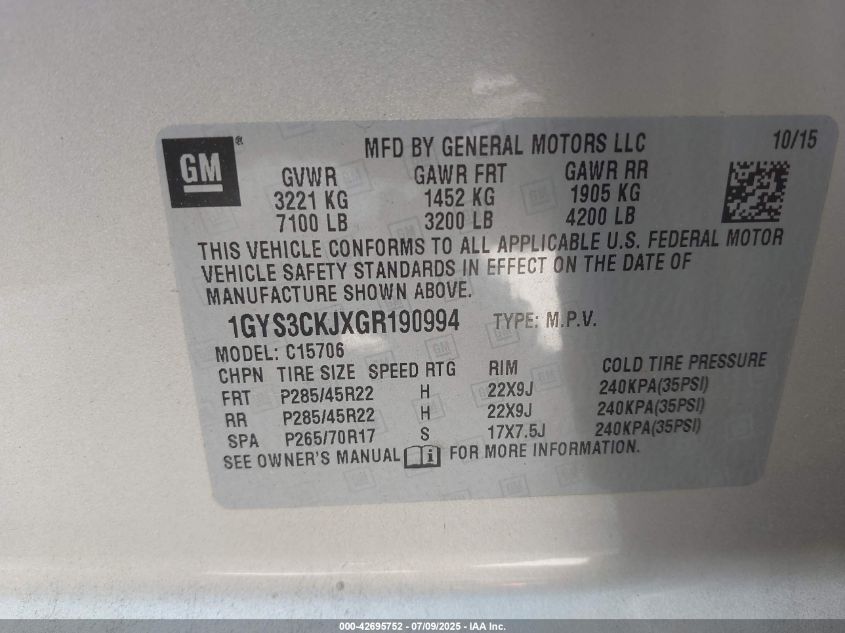 GM®
MFD BY GENERAL MOTORS LLC 10/15
GVWR GAWR FRT GAWR RR
3221 KG 1452 KG 1905 KG
7100 LB 3200 LB 4200 LB
THIS VEHICLE CONFORMS TO ALL APPLICABLE U.S. FEDERAL MOTOR
VEHICLE SAFETY STANDARDS IN EFFECT ON THE DATE OF
MANUFACTURE SHOWN ABOVE.
1GYS3CKJXGR190994 TYPE: M.P.V.
MODEL: C15706
CHPN TIRE SIZE SPEED RTG RIM COLD TIRE PRESSURE
FRT P285/45R22 H 22X9J 240KPA(35PSI)
RR P285/45R22 H 22X9J 240KPA(35PSI)
SPA P265/70R17 S 17X7.5J 240KPA(35PSI)
SEE OWNER'S MANUAL i FOR MORE INFORMATION.
000-42695752 - 07/09/2025 - IAA Inc.